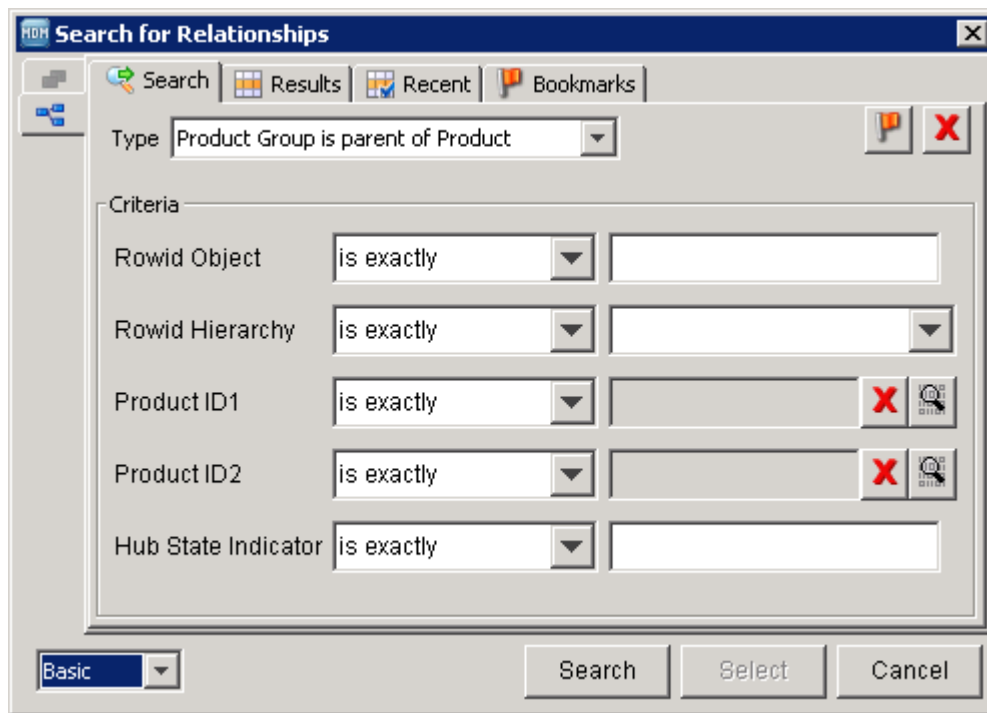 MDM Search for Relationships
Search Results Recent Bookmarks
Type Product Group is parent of Product
Criteria
Rowid Object is exactly
Rowid Hierarchy is exactly
Product ID1 is exactly
Product ID2 is exactly
Hub State Indicator is exactly
Basic Search Select Cancel